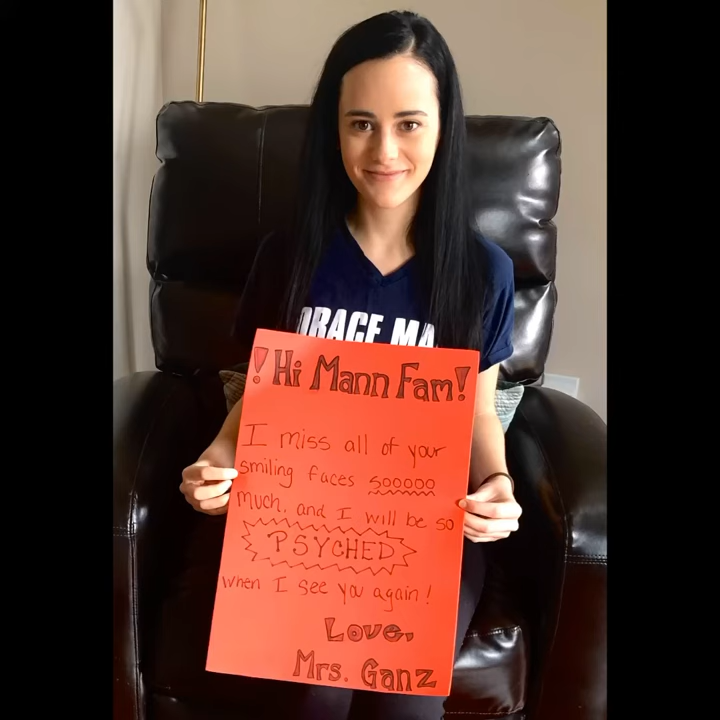 ORACE MA
! Hi Mann Fam!
I miss all of your
smiling faces sooooo
much, and I will be so
PSYCHED
when I see you again!
Love,
Mrs. Ganz